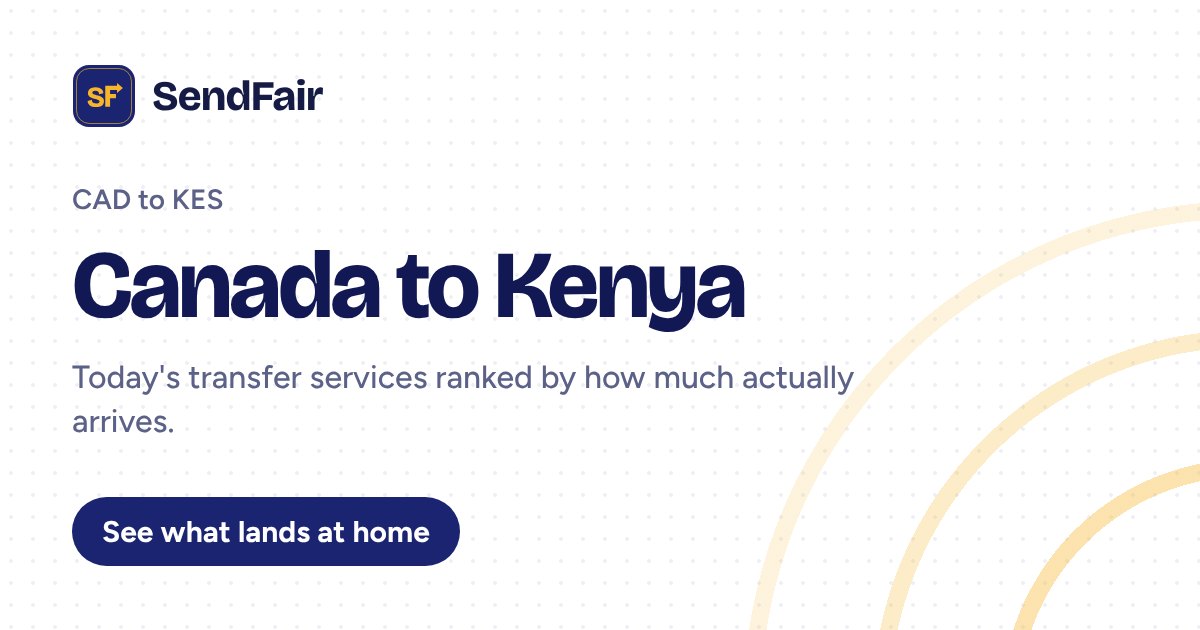 SF
SendFair
CAD to KES
Canada to Kenya
Today's transfer services ranked by how much actually
arrives.
See what lands at home